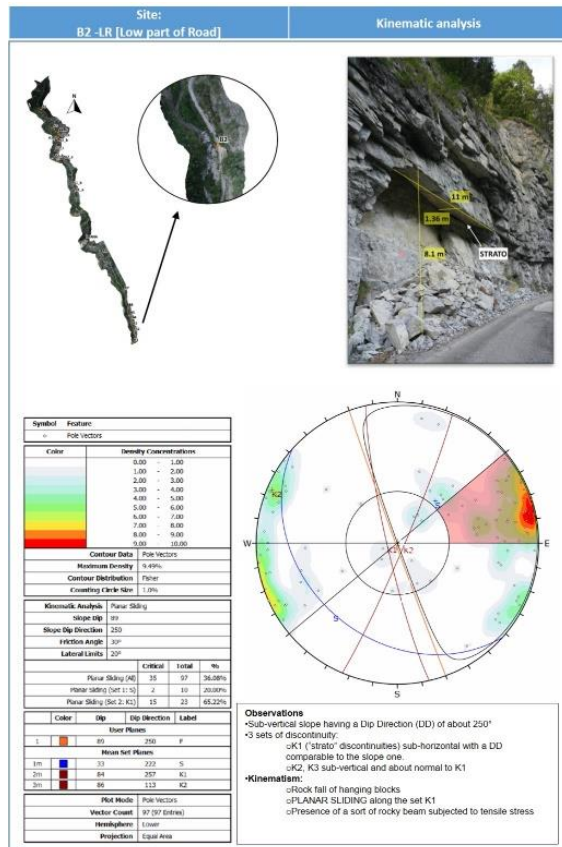 Site:
B2 -LR [Low part of Road]
Kinematic analysis
N
B2
11 m
1.36 m
STRATO
8.1 m
Symbol Feature
Pole Vectors
Color Density Concentrations
0.00 - 1.00
1.00 - 2.00
2.00 - 3.00
3.00 - 4.00
4.00 - 5.00
5.00 - 6.00
6.00 - 7.00
7.00 - 8.00
8.00 - 9.00
9.00 - 10.00
Contour Data Pole Vectors
Maximum Density 9.49%
Contour Distribution Fisher
Counting Circle Size 1.0%
Kinematic Analysis Planar Sliding
Slope Dip 89
Slope Dip Direction 250
Friction Angle 30°
Lateral Limits 20°
Critical Total %
Planar Sliding (All) 35 97 36.08%
Planar Sliding (Set 1: S) 2 10 20.00%
Planar Sliding (Set 2: K1) 15 23 65.22%
Color Dip Dip Direction Label
User Planes
1 89 250 F
Mean Set Planes
1m 33 222 S
2m 84 257 K1
3m 86 113 K2
Plot Mode Pole Vectors
Vector Count 97 (97 Entries)
Hemisphere Lower
Projection Equal Area
N
K2
W
K1
K2
E
S
S
Observations
•Sub-vertical slope having a Dip Direction (DD) of about 250°
•3 sets of discontinuity:
oK1 ("strato" discontinuities) sub-horizontal with a DD
comparable to the slope one.
oK2, K3 sub-vertical and about normal to K1
•Kinematism:
oRock fall of hanging blocks
oPLANAR SLIDING along the set K1
oPresence of a sort of rocky beam subjected to tensile stress